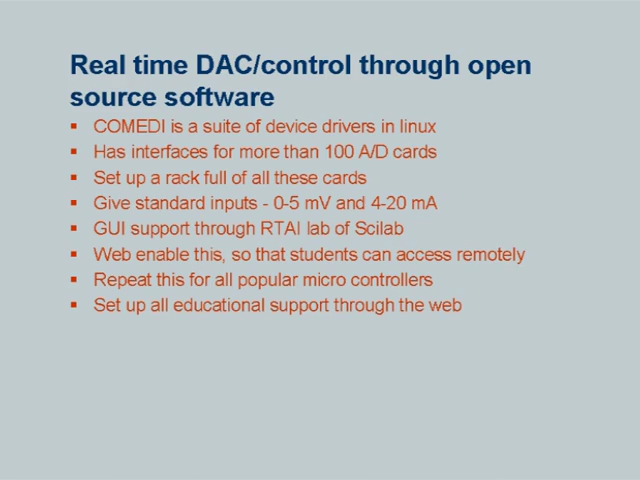 Real time DAC/control through open
source software
▪ COMEDI is a suite of device drivers in linux
▪ Has interfaces for more than 100 A/D cards
▪ Set up a rack full of all these cards
▪ Give standard inputs - 0-5 mV and 4-20 mA
▪ GUI support through RTAI lab of Scilab
▪ Web enable this, so that students can access remotely
▪ Repeat this for all popular micro controllers
▪ Set up all educational support through the web